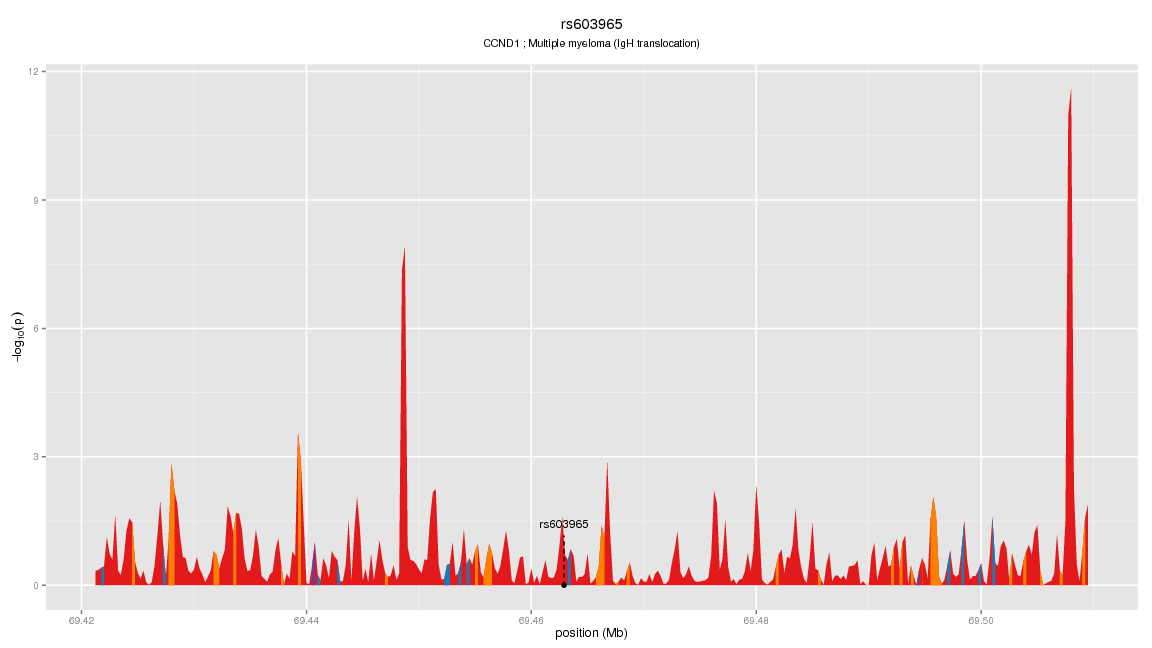 rs603965
CCND1 ; Multiple myeloma (IgH translocation)
12
9
6
3
0
−log10(p)
rs603965
69.42
69.44
69.46
69.48
69.50
position (Mb)